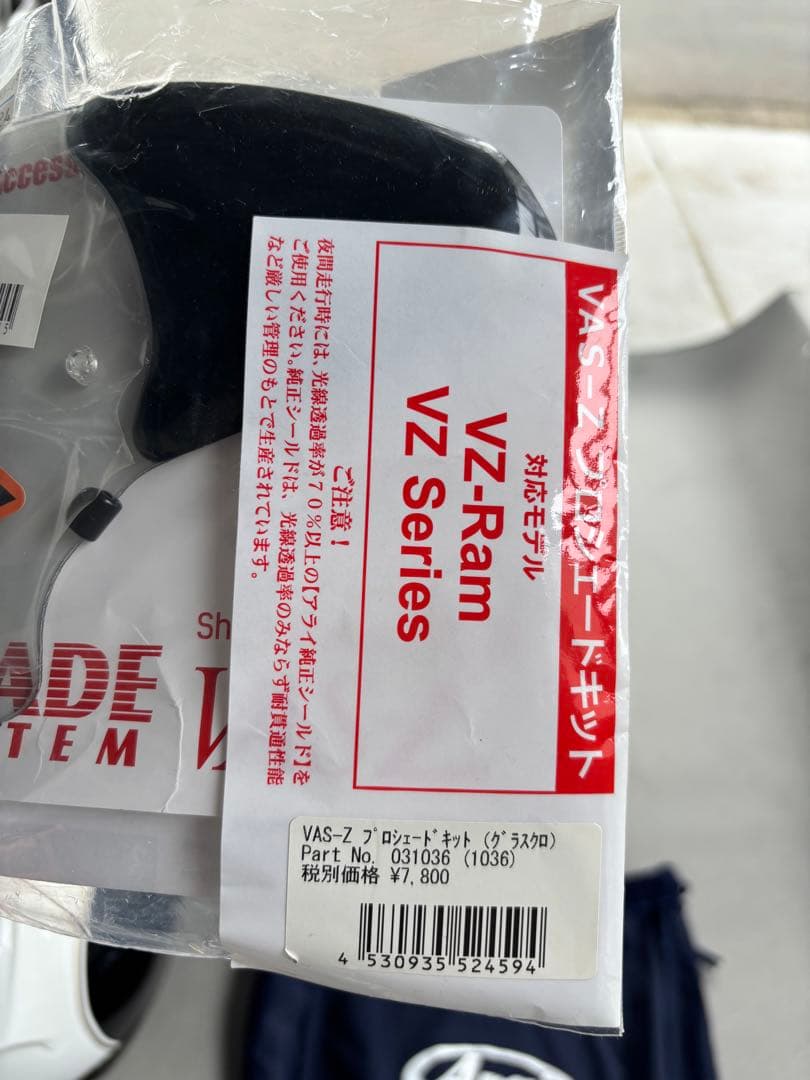 VAS-Z プロシェードキット
対応モデル
VZ-Ram
VZ Series
ご注意！
夜間走行時には、光線透過率が７０％以上の【アライ純正シールド】を
ご使用ください。純正シールドは、光線透過率のみならず耐貫通性能
など厳しい管理のもとで生産されています。
VAS-Z ﾌﾟﾛｼｪｰﾄﾞｷｯﾄ (ｸﾞﾗｽｸﾛ)
Part No. 031036 (1036)
税別価格 ¥7,800
4 530935 524594
Access
Sh
ADE
TEM
V